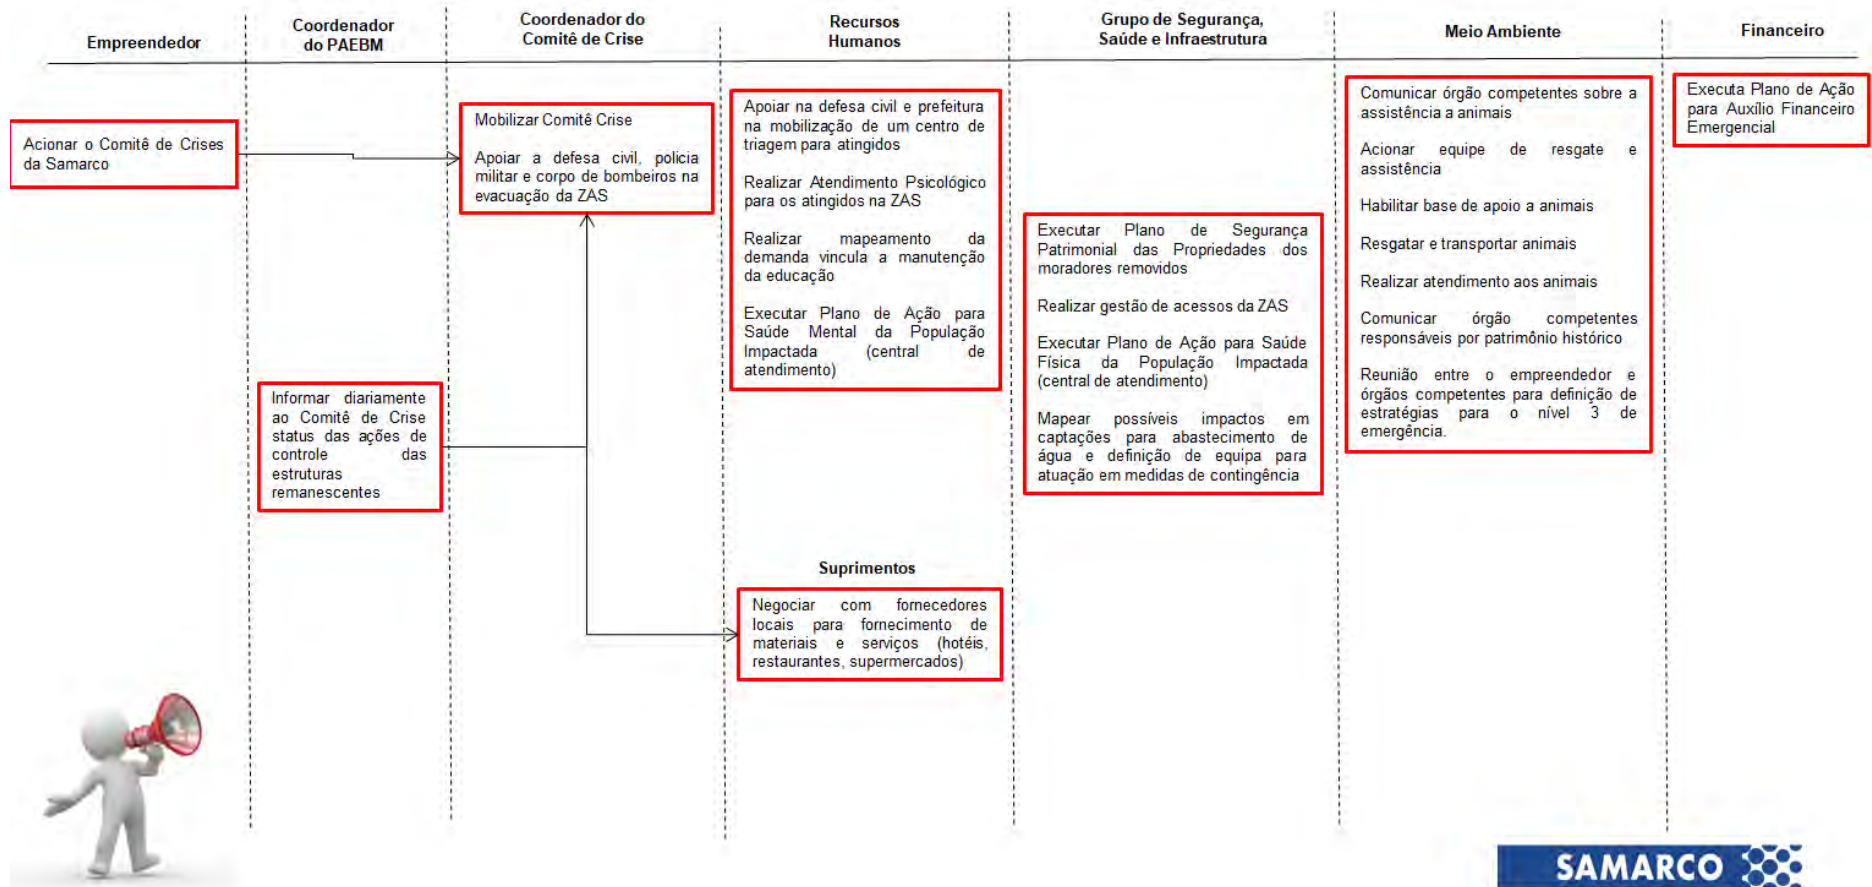 Empreendedor
Coordenador
do PAEBM
Coordenador do
Comitê de Crise
Recursos
Humanos
Grupo de Segurança,
Saúde e Infraestrutura
Meio Ambiente
Financeiro
Acionar o Comitê de Crises
da Samarco
Informar diariamente
ao Comitê de Crise
status das ações de
controle das
estruturas
remanescentes
Mobilizar Comitê Crise
Apoiar a defesa civil, policia
militar e corpo de bombeiros na
evacuação da ZAS
Apoiar na defesa civil e prefeitura
na mobilização de um centro de
triagem para atingidos
Realizar Atendimento Psicológico
para os atingidos na ZAS
Realizar mapeamento da
demanda vincula a manutenção
da educação
Executar Plano de Ação para
Saúde Mental da População
Impactada (central de
atendimento)
Suprimentos
Negociar com fornecedores
locais para fornecimento de
materiais e serviços (hotéis,
restaurantes, supermercados)
Executar Plano de Segurança
Patrimonial das Propriedades dos
moradores removidos
Realizar gestão de acessos da ZAS
Executar Plano de Ação para Saúde
Física da População Impactada
(central de atendimento)
Mapear possíveis impactos em
captações para abastecimento de
água e definição de equipa para
atuação em medidas de contingência
Comunicar órgão competentes sobre a
assistência a animais
Acionar equipe de resgate e
assistência
Habilitar base de apoio a animais
Resgatar e transportar animais
Realizar atendimento aos animais
Comunicar órgão competentes
responsáveis por patrimônio histórico
Reunião entre o empreendedor e
órgãos competentes para definição de
estratégias para o nível 3 de
emergência.
Executa Plano de Ação
para Auxílio Financeiro
Emergencial
SAMARCO